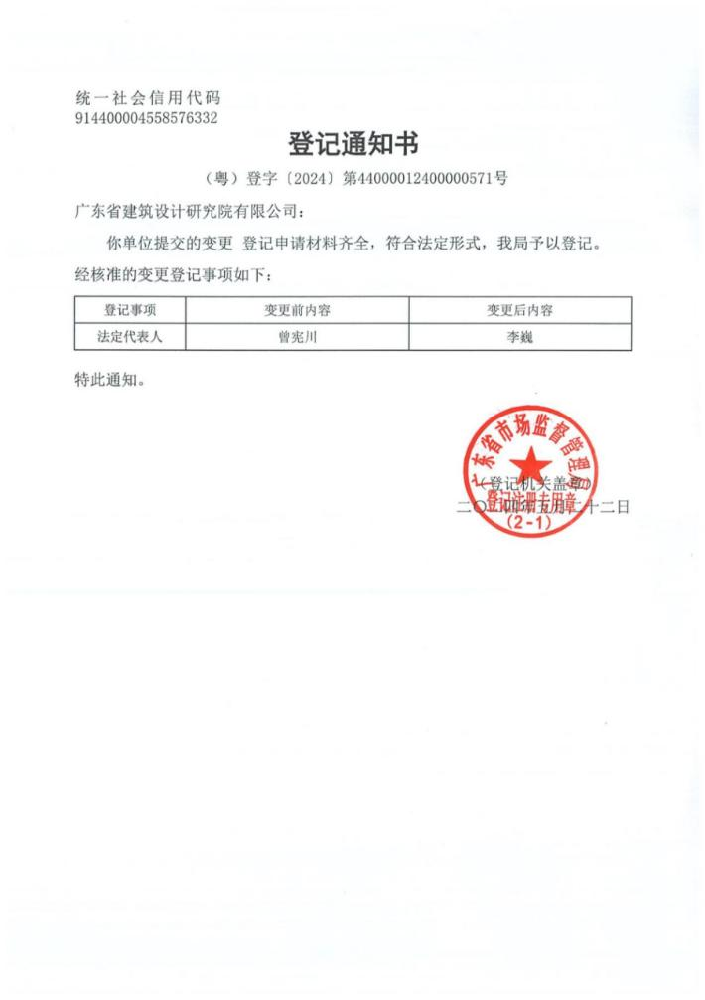 统一社会信用代码
914400004558576332
登记通知书
（粤）登字〔2024〕第44000012400000571号
广东省建筑设计研究院有限公司：
你单位提交的变更 登记申请材料齐全，符合法定形式，我局予以登记。
经核准的变更登记事项如下：
登记事项 变更前内容 变更后内容
法定代表人 曾宪川 李巍
特此通知。
广东省市场监督管理局
（登记机关盖章）
二〇二四年五月二十二日
登记注册专用章
(2-1)